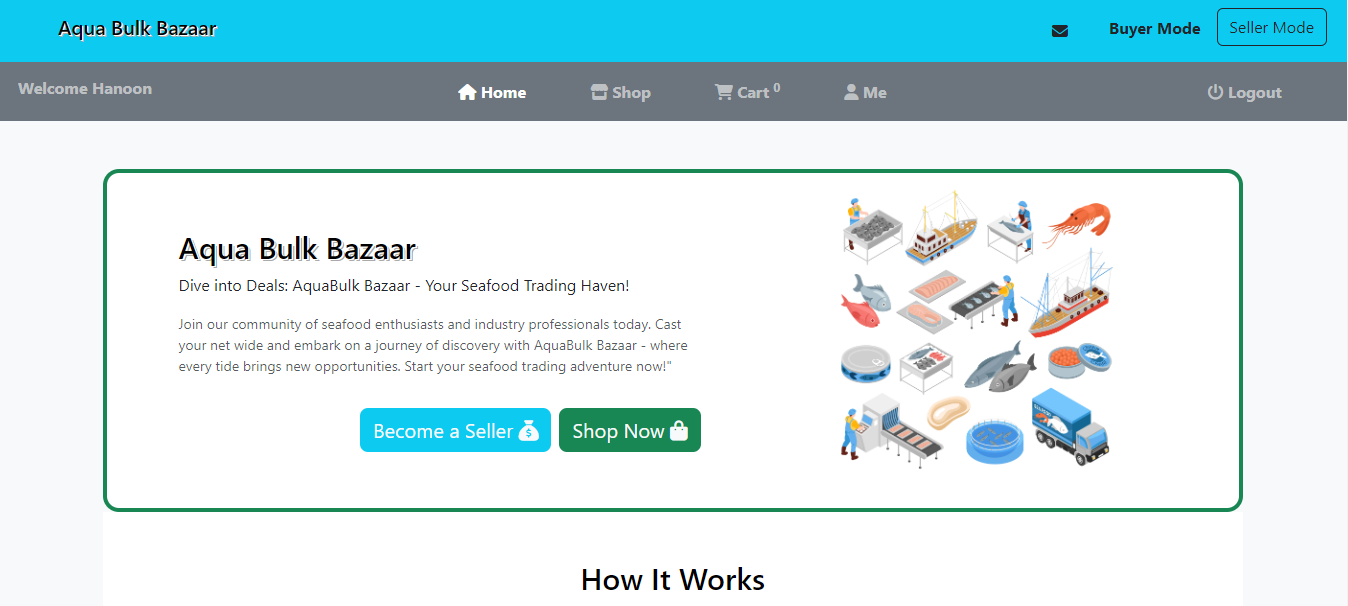 Aqua Bulk Bazaar
Buyer Mode
Seller Mode
Welcome Hanoon
Home
Shop
Cart 0
Me
Logout
Aqua Bulk Bazaar
Dive into Deals: AquaBulk Bazaar - Your Seafood Trading Haven!
Join our community of seafood enthusiasts and industry professionals today. Cast
your net wide and embark on a journey of discovery with AquaBulk Bazaar - where
every tide brings new opportunities. Start your seafood trading adventure now!"
Become a Seller
Shop Now
How It Works